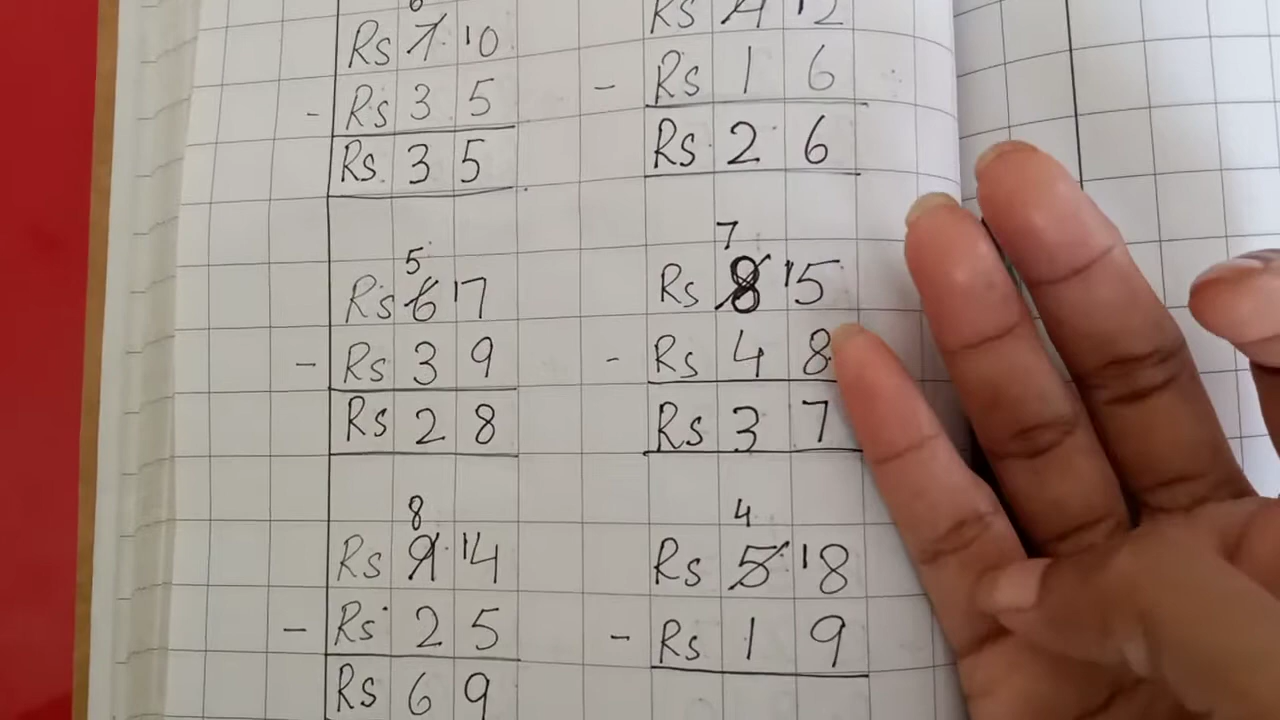 6
Rs 7 10
- Rs 3 5
Rs. 3 5
Rs 4 12
- Rs 1 6
Rs 2 6
5
Rs 6 17
- Rs 3 9
Rs 2 8
7
Rs 8 15
- Rs 4 8
Rs 3 7
8
Rs 9 14
- Rs 2 5
Rs 6 9
4
Rs 5 18
- Rs 1 9